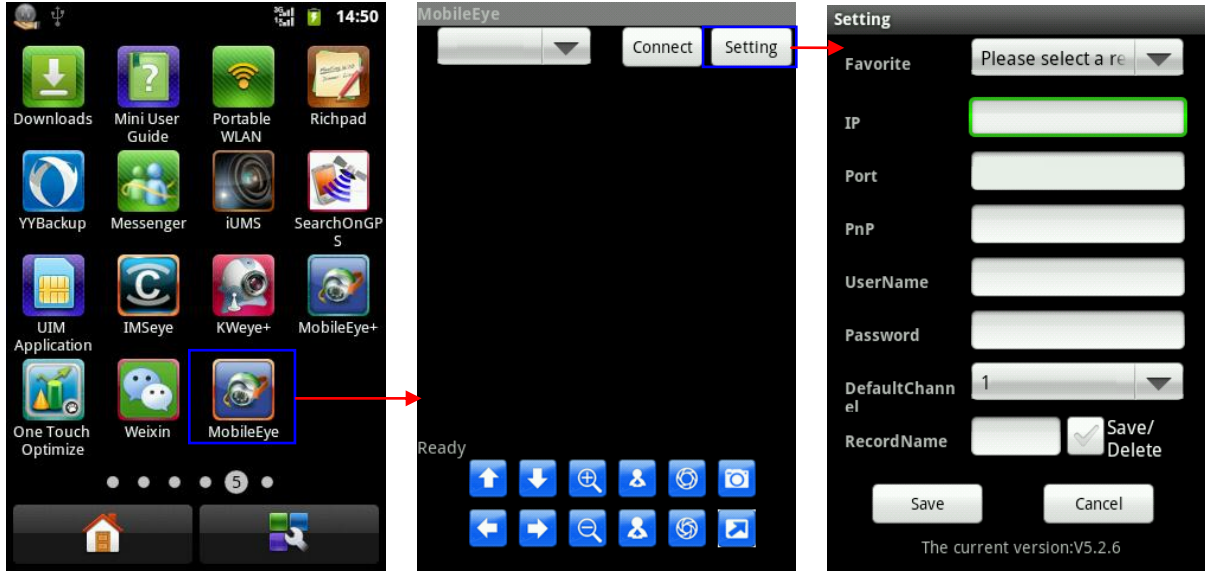 3G
1X
14:50
Downloads
Mini User
Guide
Portable
WLAN
Richpad
YYBackup
Messenger
iUMS
SearchOnGP
S
UIM
Application
IMSeye
KWeye+
MobileEye+
One Touch
Optimize
Weixin
MobileEye
5
MobileEye
Connect
Setting
Ready
Setting
Favorite
Please select a re
IP
Port
PnP
UserName
Password
DefaultChann
el
1
RecordName
Save/
Delete
Save
Cancel
The current version:V5.2.6